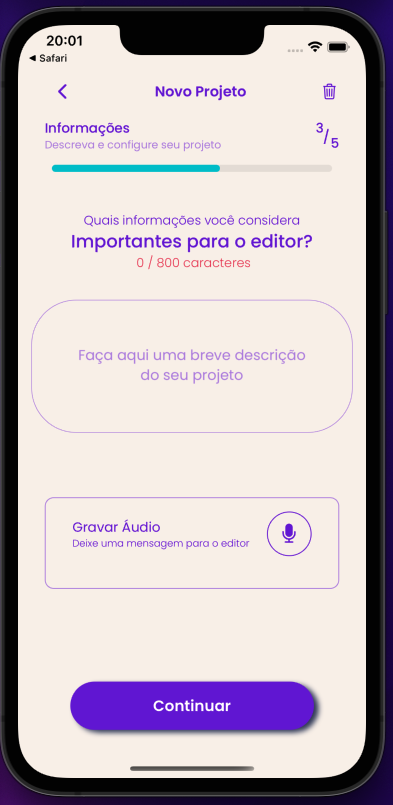 20:01
◀ Safari
Novo Projeto
Informações
3/5
Descreva e configure seu projeto
Quais informações você considera
Importantes para o editor?
0 / 800 caracteres
Faça aqui uma breve descrição
do seu projeto
Gravar Áudio
Deixe uma mensagem para o editor
Continuar